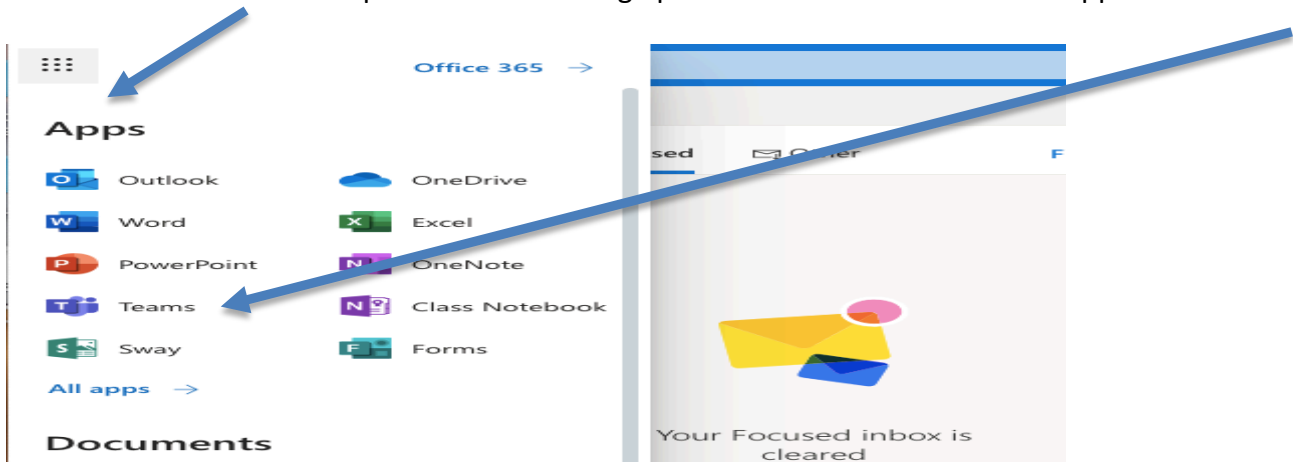 Office 365 →
Apps
sed
F
Outlook
OneDrive
Word
Excel
PowerPoint
OneNote
Teams
Class Notebook
Sway
Forms
All apps →
Documents
Your Focused inbox is
cleared